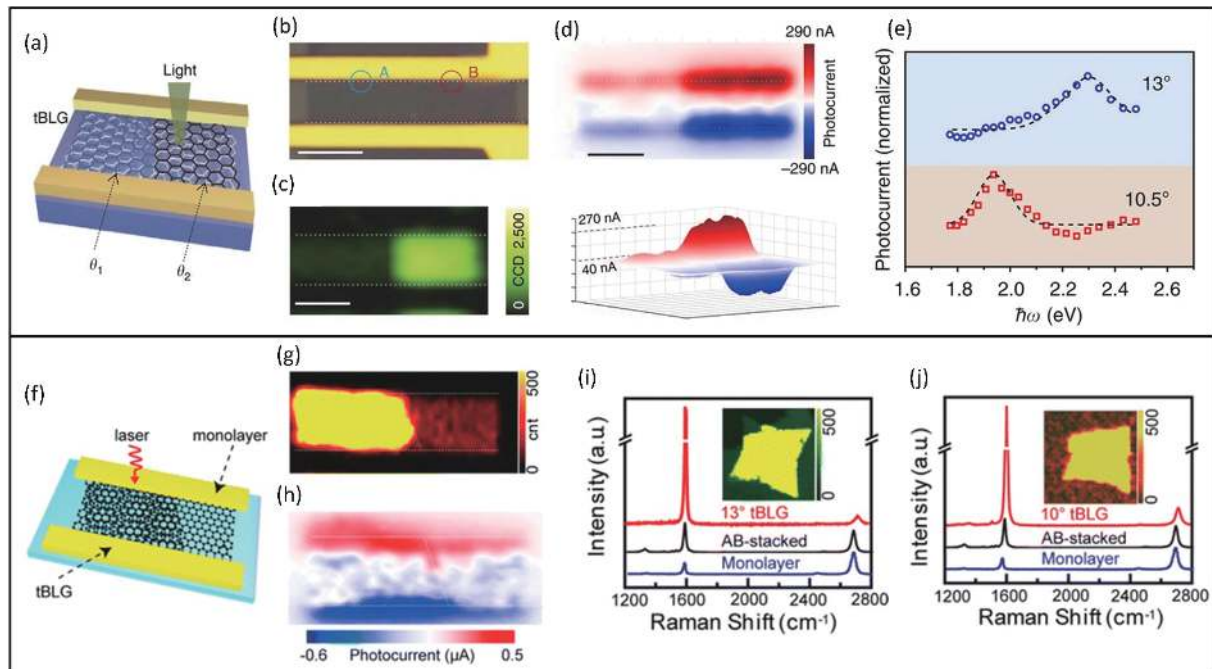 (a)
Light
tBLG
θ1
θ2
(b)
A
B
(c)
0 CCD 2,500
(d)
290 nA
Photocurrent
−290 nA
270 nA
40 nA
(e)
Photocurrent (normalized)
13°
10.5°
1.6 1.8 2.0 2.2 2.4 2.6
ħω (eV)
(f)
laser
monolayer
tBLG
(g)
0 cnt 500
(h)
-0.6 Photocurrent (µA) 0.5
(i)
Intensity (a.u)
0 500
13° tBLG
AB-stacked
Monolayer
1200 1600 2000 2400 2800
Raman Shift (cm-1)
(j)
Intensity (a.u)
0 500
10° tBLG
AB-stacked
Monolayer
1200 1600 2000 2400 2800
Raman Shift (cm-1)